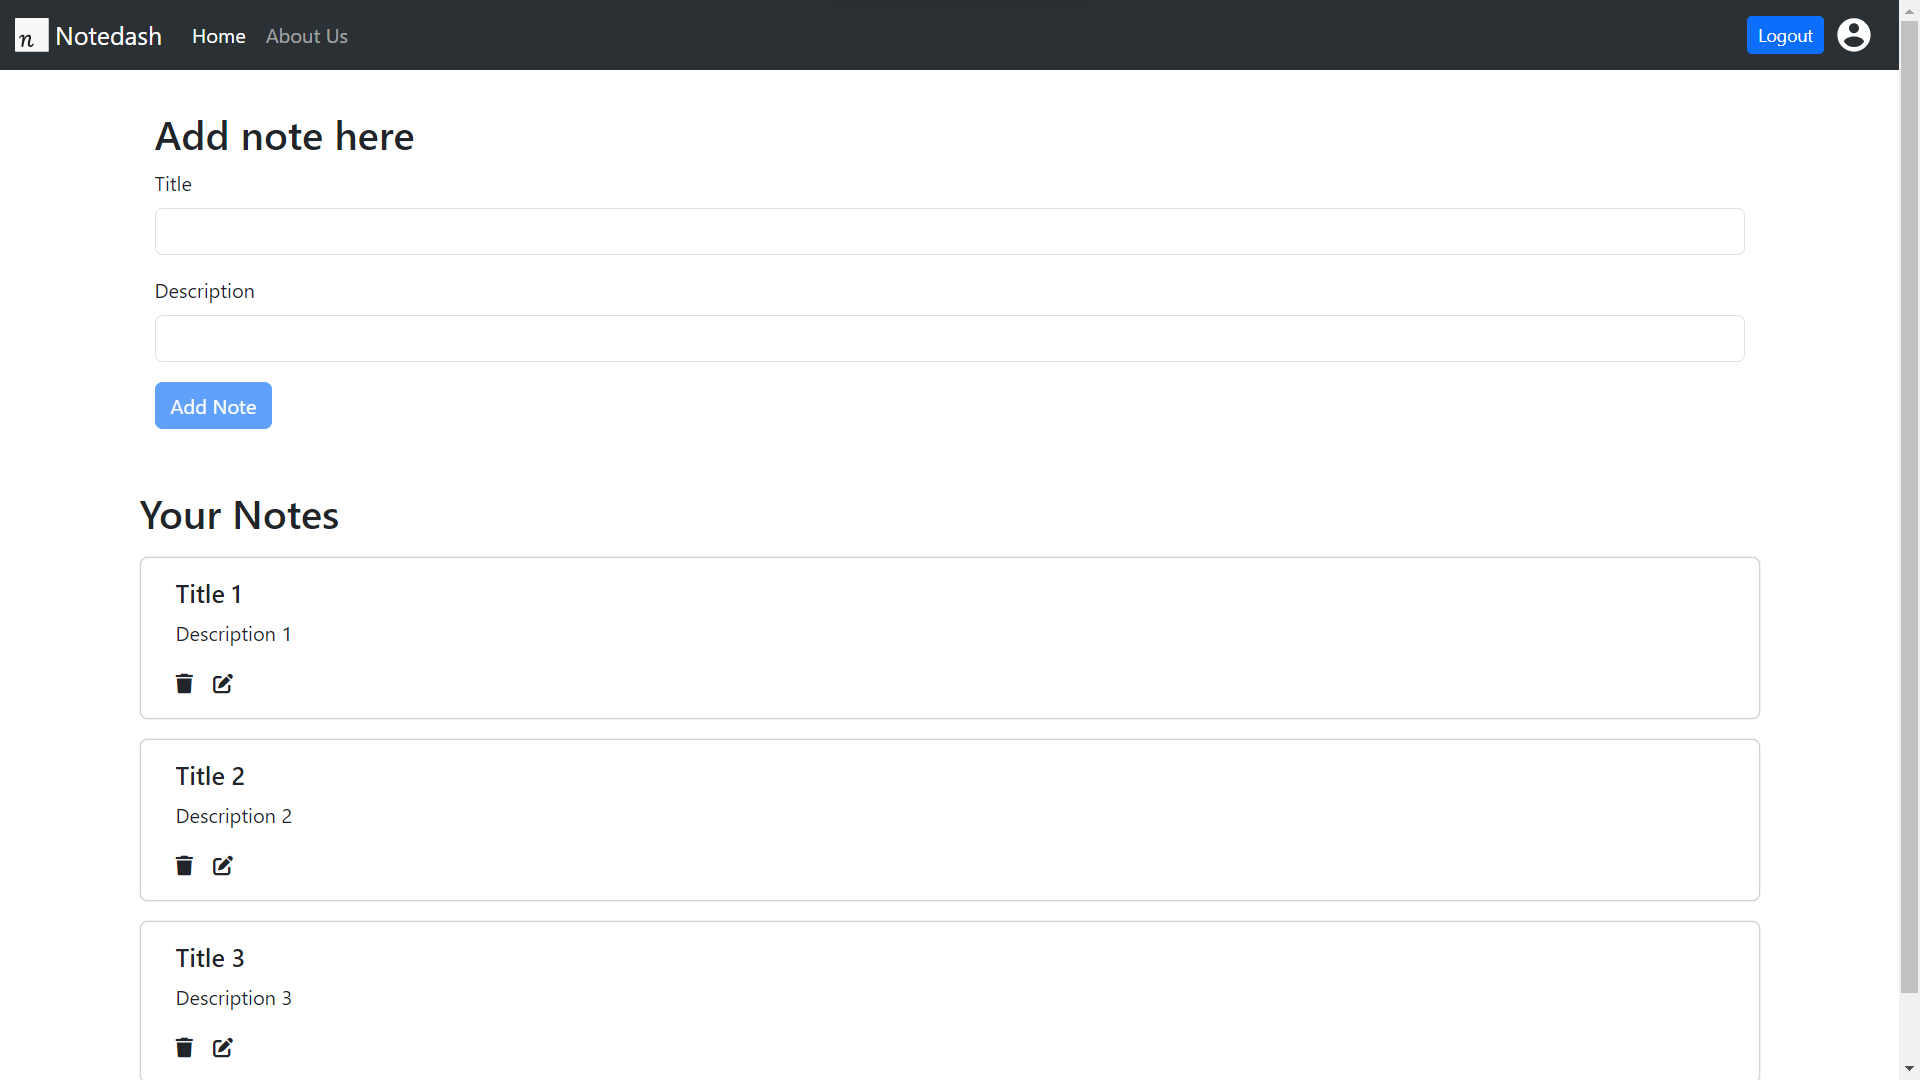 n Notedash Home About Us Logout
Add note here
Title
Description
Add Note
Your Notes
Title 1
Description 1
Title 2
Description 2
Title 3
Description 3